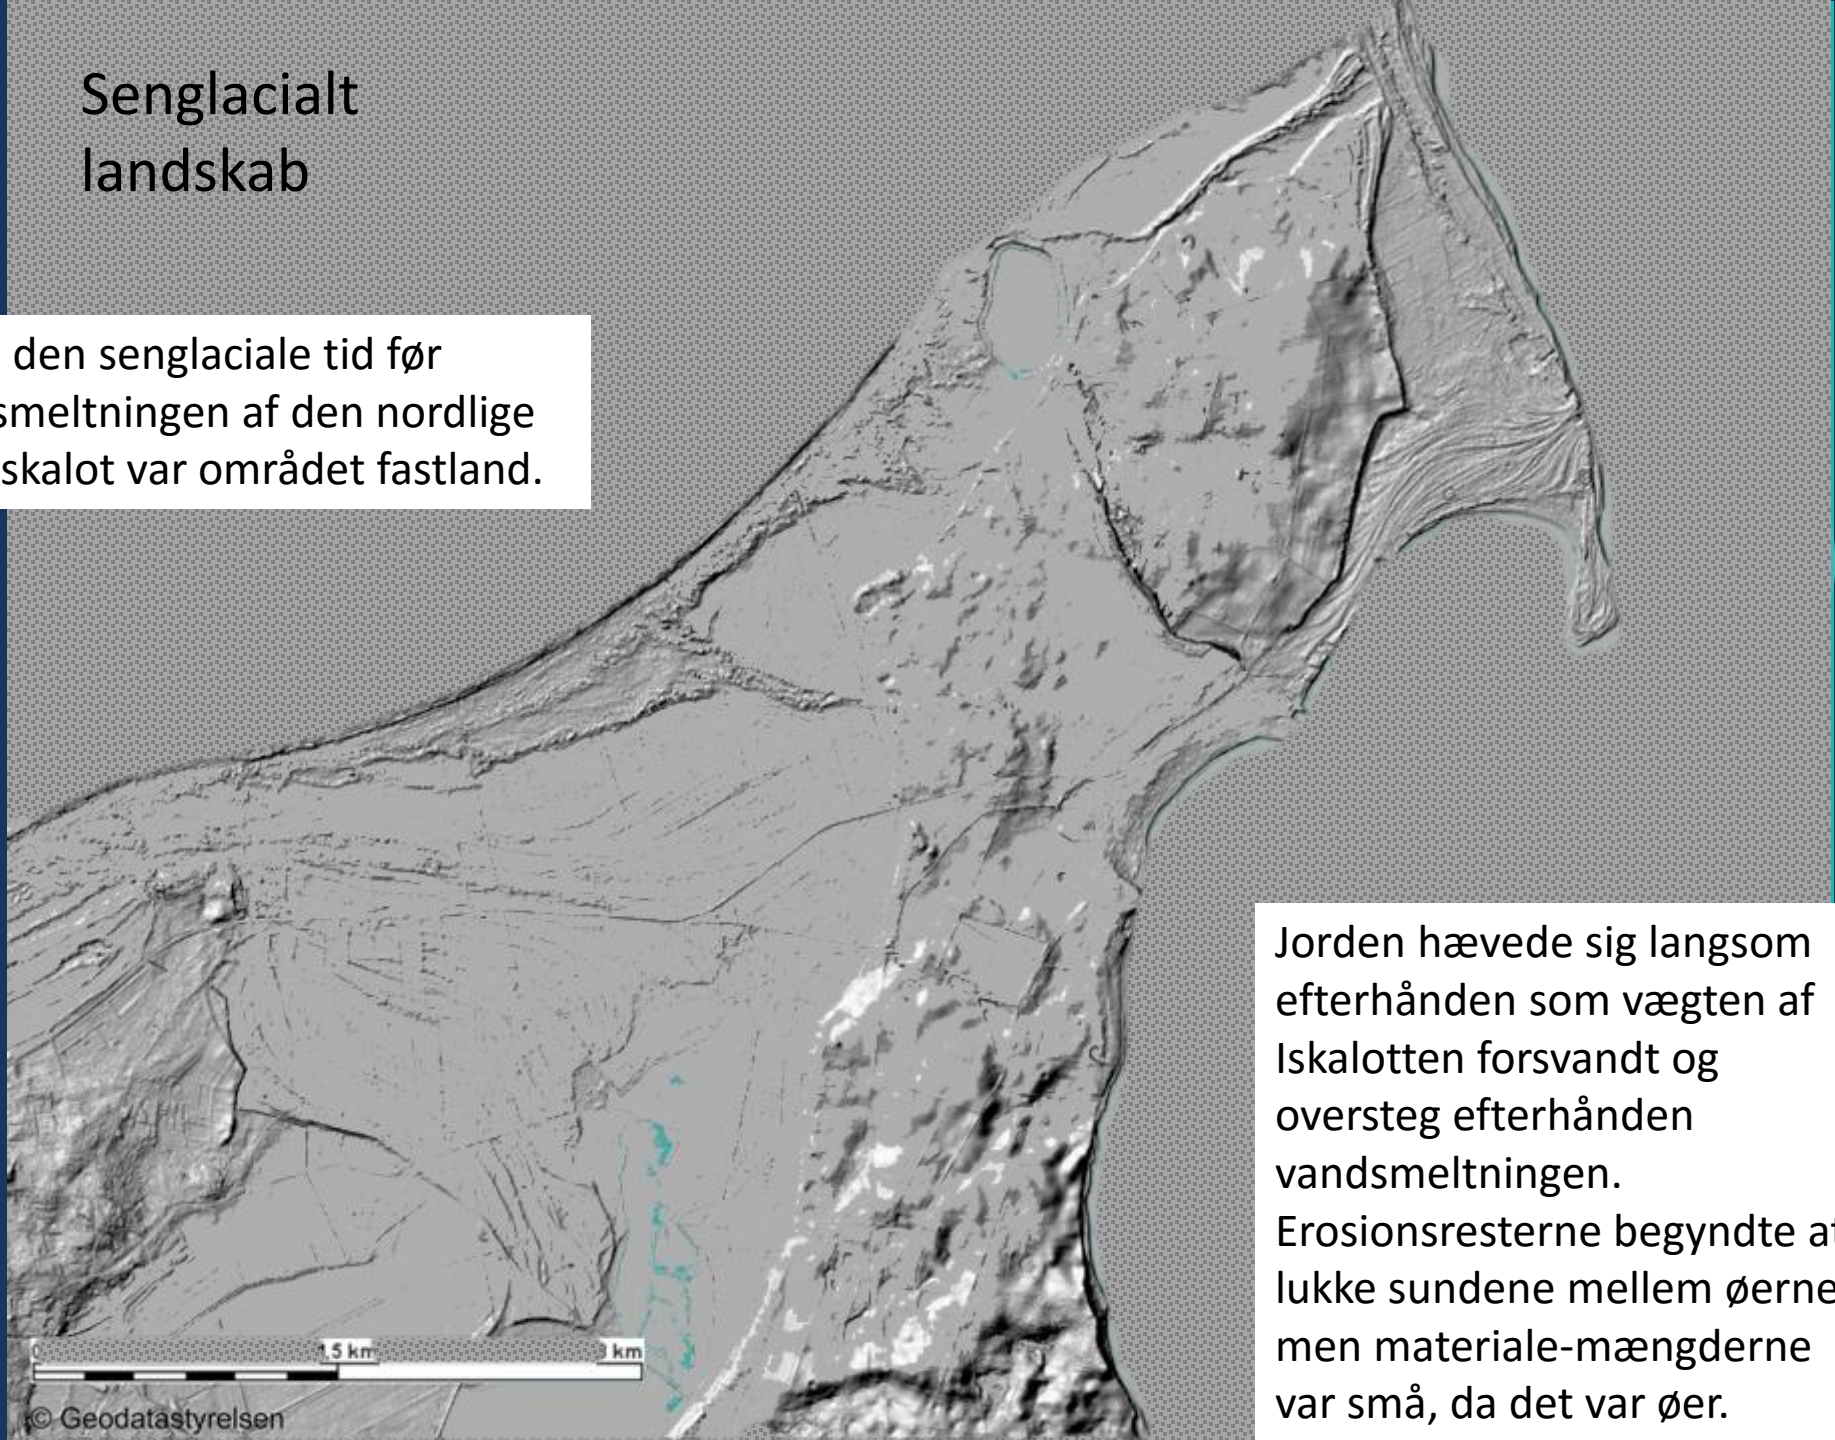 Senglacialt
landskab
den senglaciale tid før
smeltningen af den nordlige
skalot var området fastland.
Jorden hævede sig langsom
efterhånden som vægten af
Iskalotten forsvandt og
oversteg efterhånden
vandsmeltningen.
Erosionsresterne begyndte at
lukke sundene mellem øerne
men materiale-mængderne
var små, da det var øer.
0 1.5 km 3 km
© Geodatastyrelsen